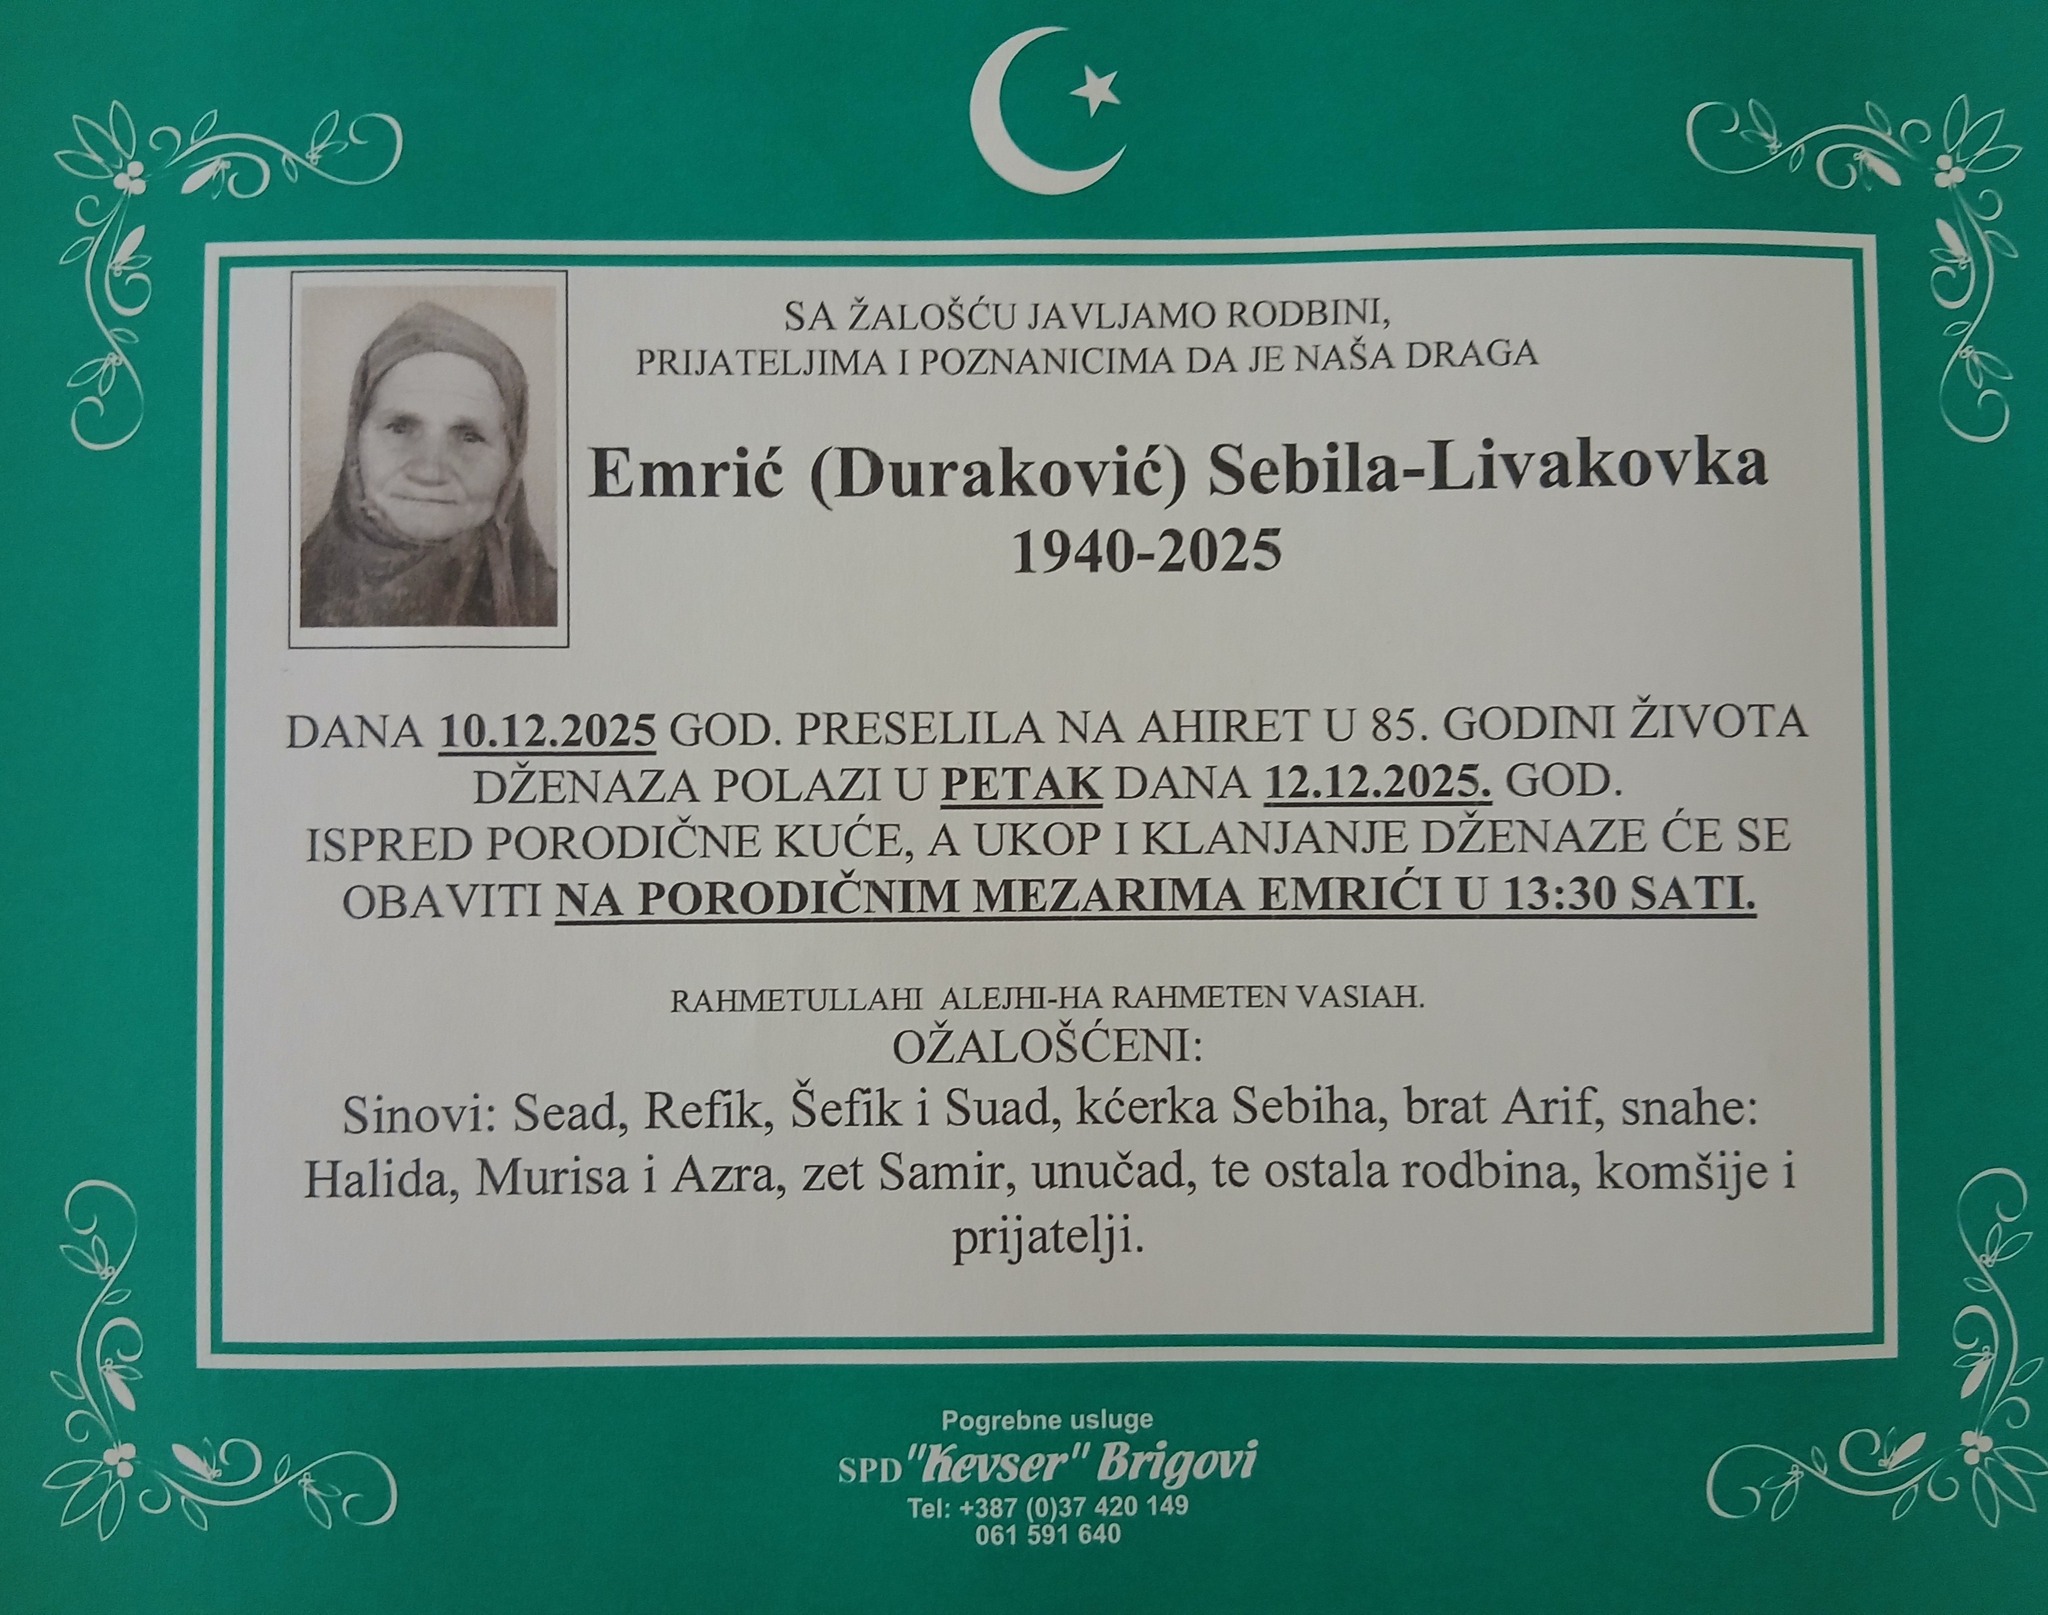 SA ŽALOŠĆU JAVLJAMO RODBINI,
PRIJATELJIMA I POZNANICIMA DA JE NAŠA DRAGA
Emrić (Duraković) Sebila-Livakovka
1940-2025
DANA 10.12.2025 GOD. PRESELILA NA AHIRET U 85. GODINI ŽIVOTA
DŽENAZA POLAZI U PETAK DANA 12.12.2025. GOD.
ISPRED PORODIČNE KUĆE, A UKOP I KLANJANJE DŽENAZE ĆE SE
OBAVITI NA PORODIČNIM MEZARIMA EMRIĆI U 13:30 SATI.
RAHMETULLAHI ALEJHI-HA RAHMETEN VASIAH.
OŽALOŠĆENI:
Sinovi: Sead, Refik, Šefik i Suad, kćerka Sebiha, brat Arif, snahe:
Halida, Murisa i Azra, zet Samir, unučad, te ostala rodbina, komšije i
prijatelji.
Pogrebne usluge
SPD "Kevser" Brigovi
Tel: +387 (0)37 420 149
061 591 640